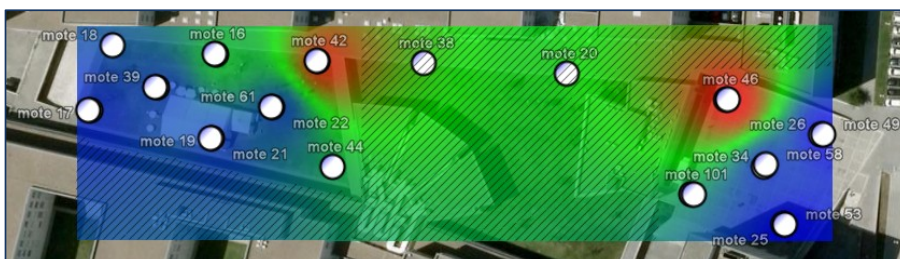 mote 18
mote 16
mote 42
mote 38
mote 20
mote 39
mote 61
mote 46
mote 17
mote 22
mote 26
mote 49
mote 19
mote 21
mote 44
mote 34
mote 58
mote 101
mote 53
mote 25